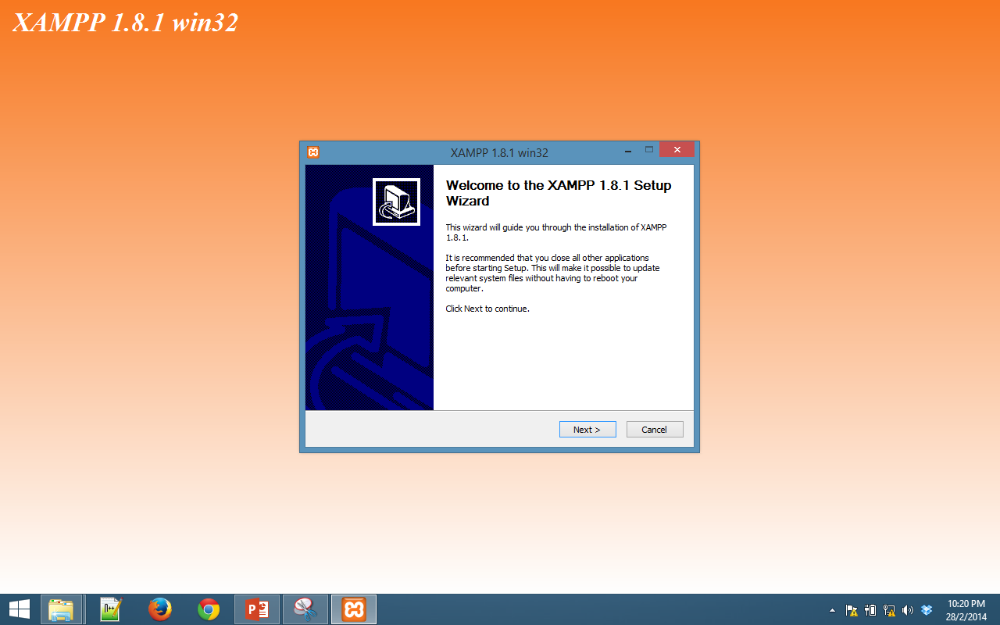 XAMPP 1.8.1 win32
XAMPP 1.8.1 win32
Welcome to the XAMPP 1.8.1 Setup
Wizard
This wizard will guide you through the installation of XAMPP
1.8.1.
It is recommended that you close all other applications
before starting Setup. This will make it possible to update
relevant system files without having to reboot your
computer.
Click Next to continue.
Next >
Cancel
10:20 PM
28/2/2014